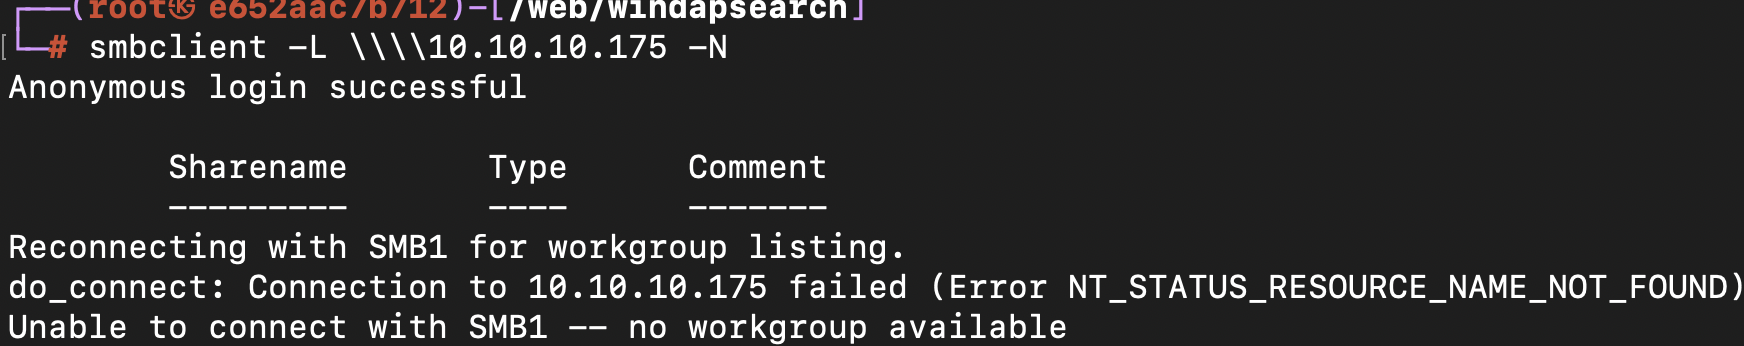 ┌──(root㉿e652aac7b712)-[/web/windapsearch]
└─# smbclient -L \\\\10.10.10.175 -N
Anonymous login successful
Sharename Type Comment
--------- ---- -------
Reconnecting with SMB1 for workgroup listing.
do_connect: Connection to 10.10.10.175 failed (Error NT_STATUS_RESOURCE_NAME_NOT_FOUND)
Unable to connect with SMB1 -- no workgroup available